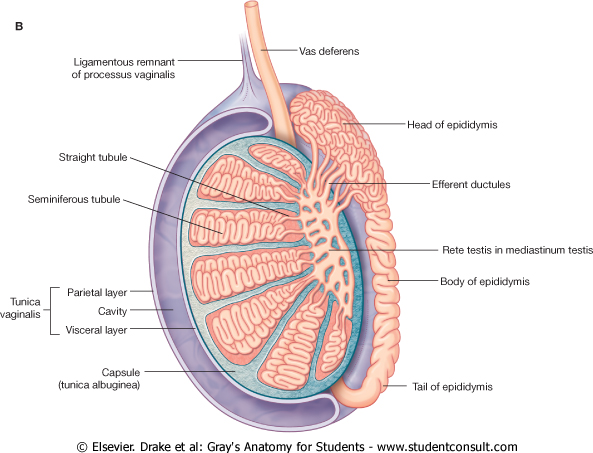 B
Vas deferens
Ligamentous remnant
of processus vaginalis
Head of epididymis
Straight tubule
Efferent ductules
Seminiferous tubule
Rete testis in mediastinum testis
Body of epididymis
Tunica
vaginalis
Parietal layer
Cavity
Visceral layer
Capsule
(tunica albuginea)
Tail of epididymis
© Elsevier. Drake et al: Gray's Anatomy for Students - www.studentconsult.com